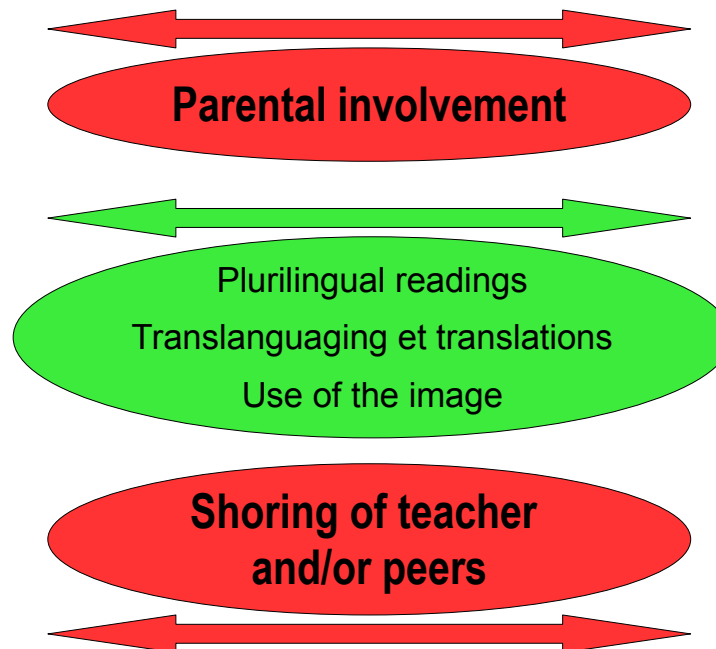 Parental involvement
Plurilingual readings
Translanguaging et translations
Use of the image
Shoring of teacher
and/or peers